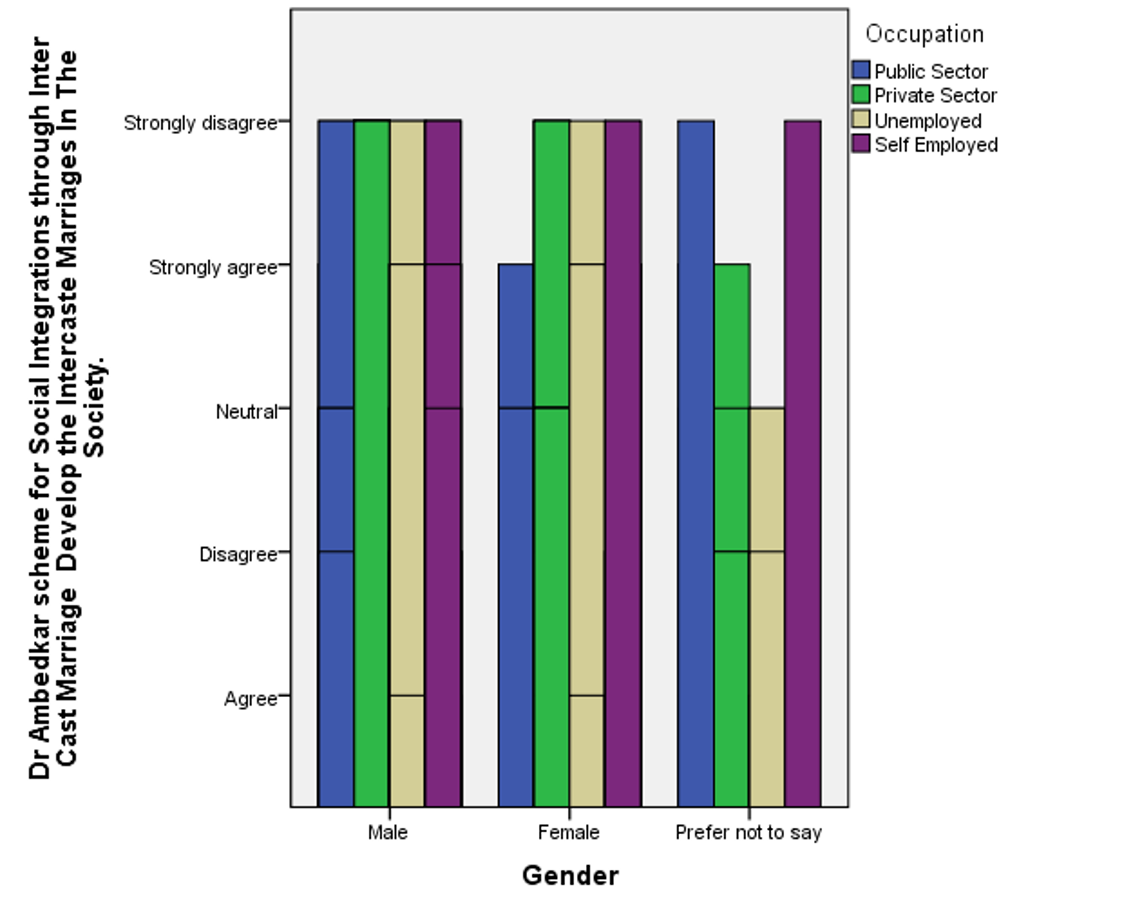 Dr Ambedkar scheme for Social Integrations through Inter
Cast Marriage Develop the Intercaste Marriages In The
Society.
Strongly disagree
Strongly agree
Neutral
Disagree
Agree
Male
Female
Prefer not to say
Gender
Occupation
Public Sector
Private Sector
Unemployed
Self Employed